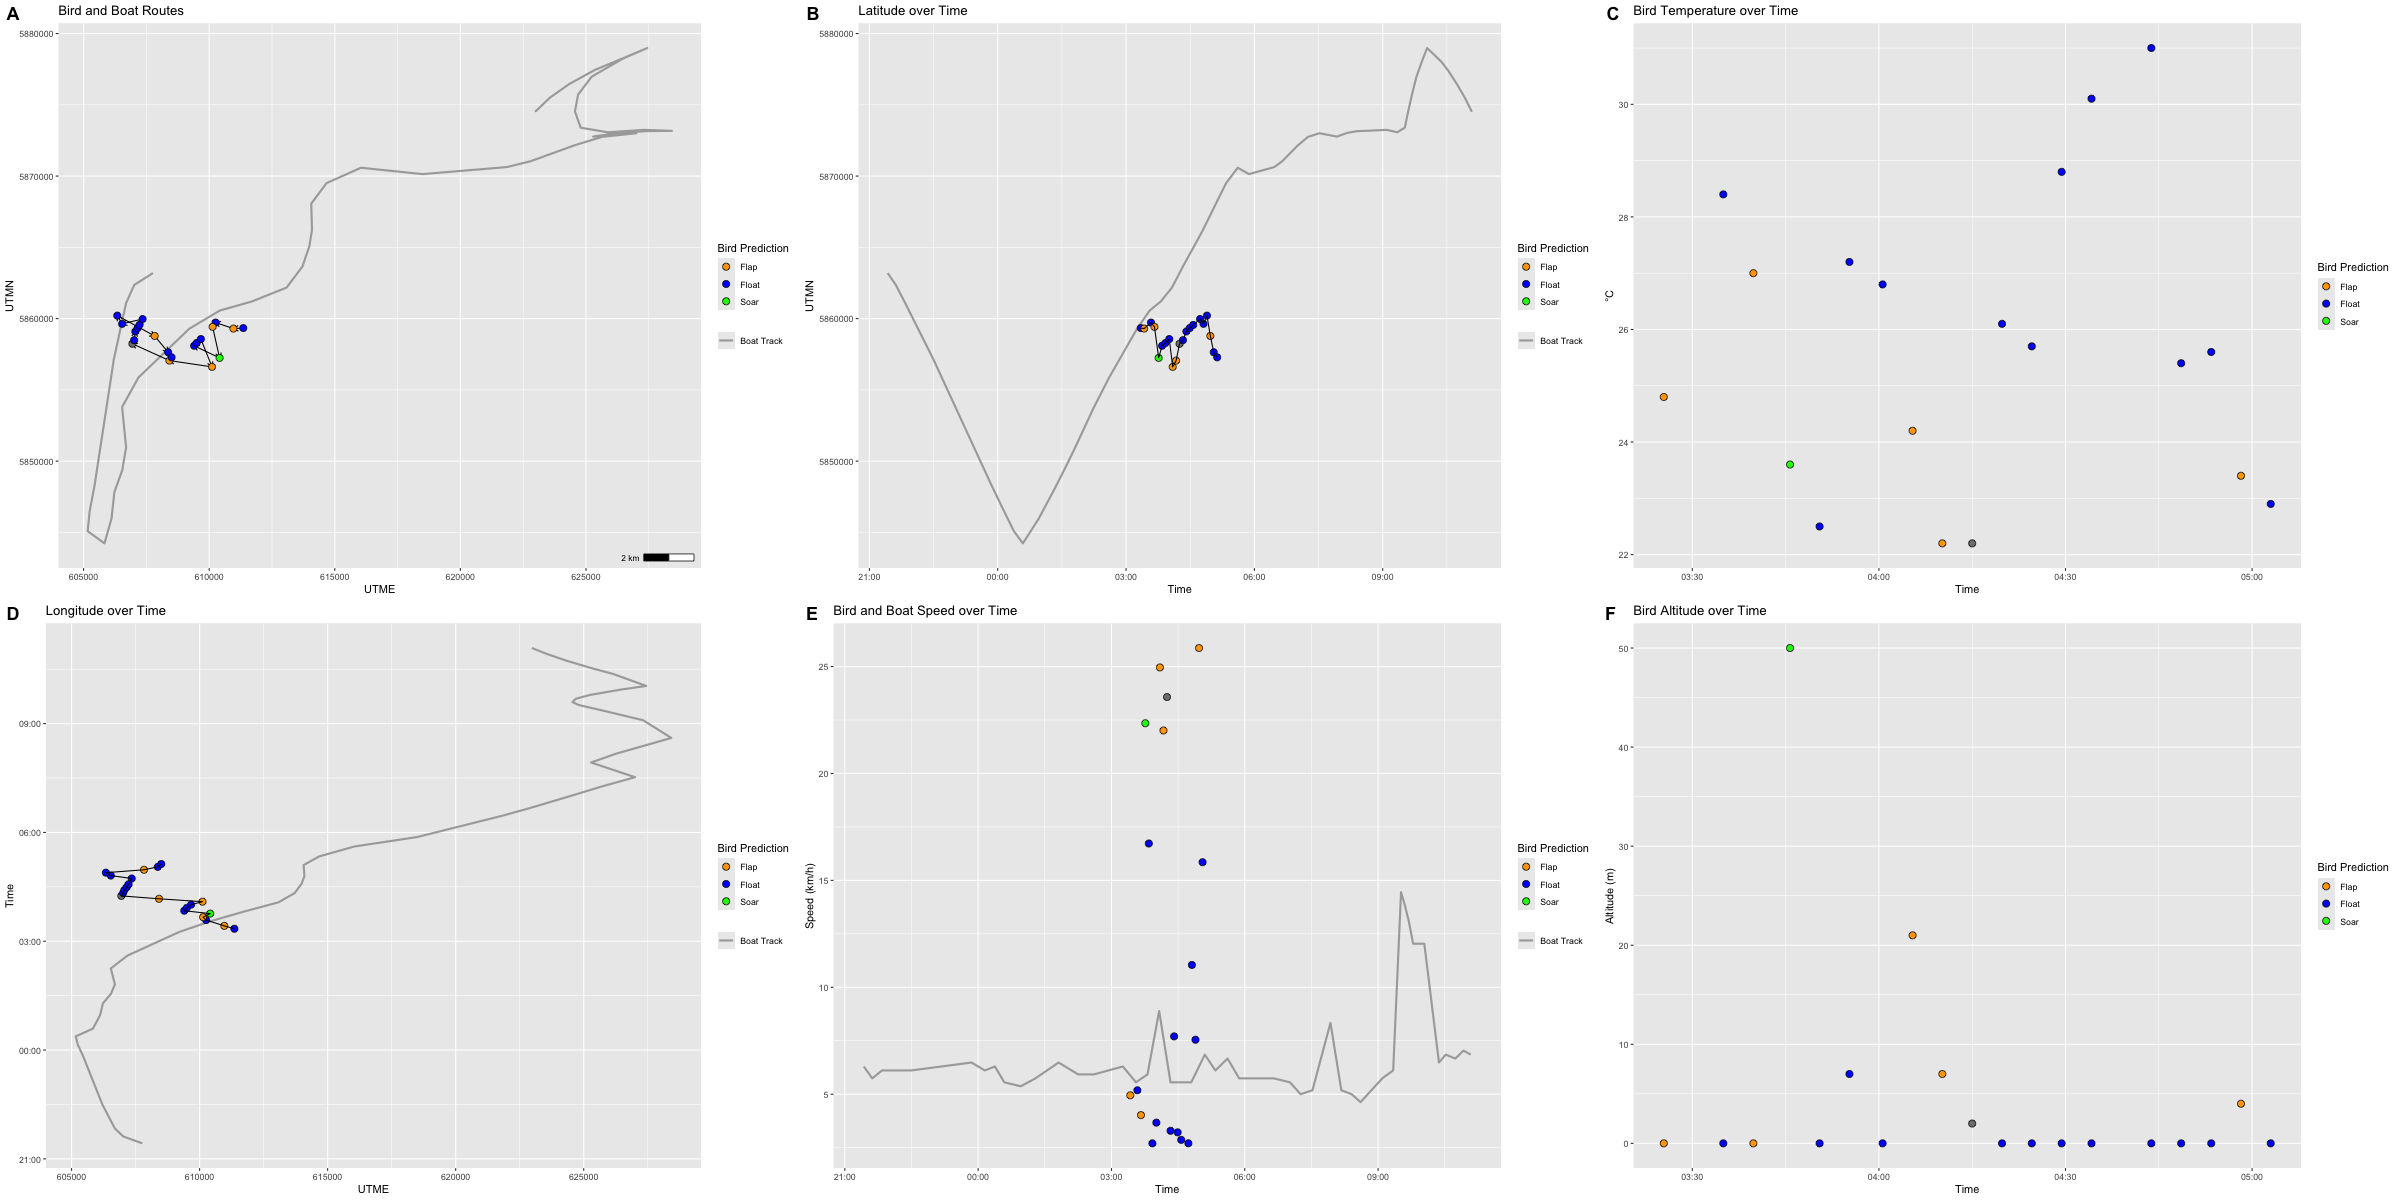 A Bird and Boat Routes
5880000
5870000
5860000
5850000
UTMN
605000 610000 615000 620000 625000
UTME
2 km
Bird Prediction
Flap
Float
Soar
Boat Track
B Latitude over Time
5880000
5870000
5860000
5850000
UTMN
21:00 00:00 03:00 06:00 09:00
Time
Bird Prediction
Flap
Float
Soar
Boat Track
C Bird Temperature over Time
30
28
26
24
22
°C
03:30 04:00 04:30 05:00
Time
Bird Prediction
Flap
Float
Soar
D Longitude over Time
09:00
06:00
03:00
00:00
21:00
Time
605000 610000 615000 620000 625000
UTME
Bird Prediction
Flap
Float
Soar
Boat Track
E Bird and Boat Speed over Time
25
20
15
10
5
Speed (km/h)
21:00 00:00 03:00 06:00 09:00
Time
Bird Prediction
Flap
Float
Soar
Boat Track
F Bird Altitude over Time
50
40
30
20
10
0
Altitude (m)
03:30 04:00 04:30 05:00
Time
Bird Prediction
Flap
Float
Soar